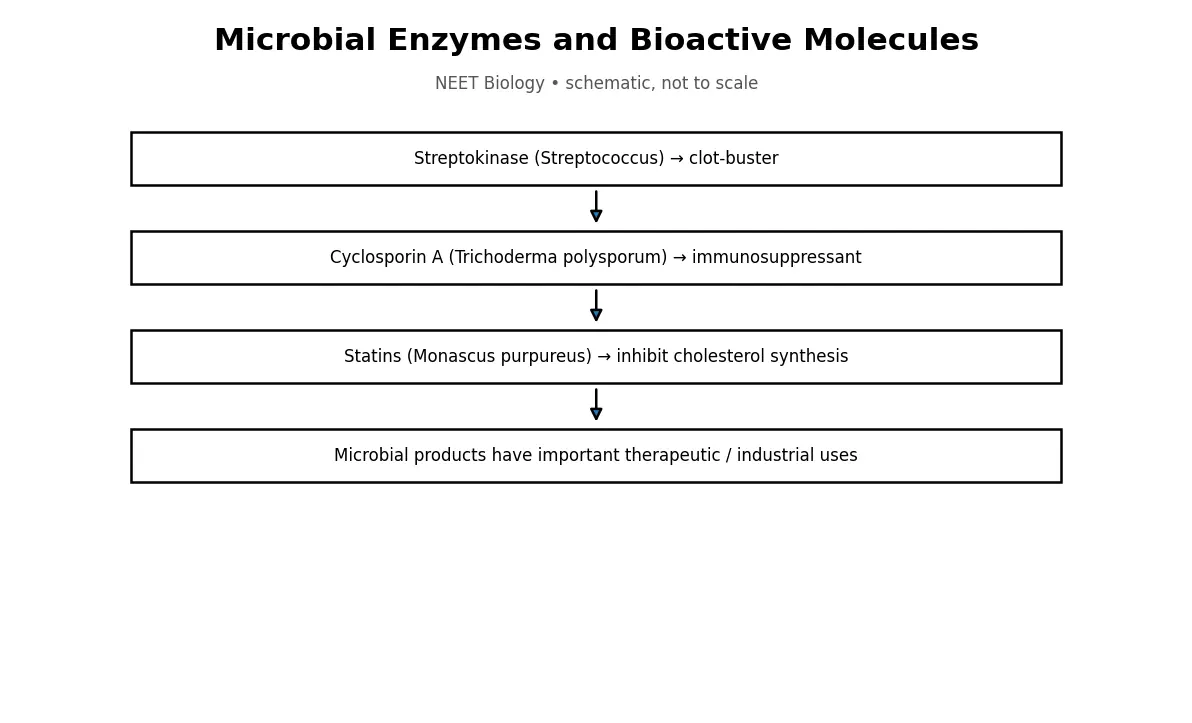 Microbial Enzymes and Bioactive Molecules
NEET Biology • schematic, not to scale
Streptokinase (Streptococcus) → clot-buster
Cyclosporin A (Trichoderma polysporum) → immunosuppressant
Statins (Monascus purpureus) → inhibit cholesterol synthesis
Microbial products have important therapeutic / industrial uses